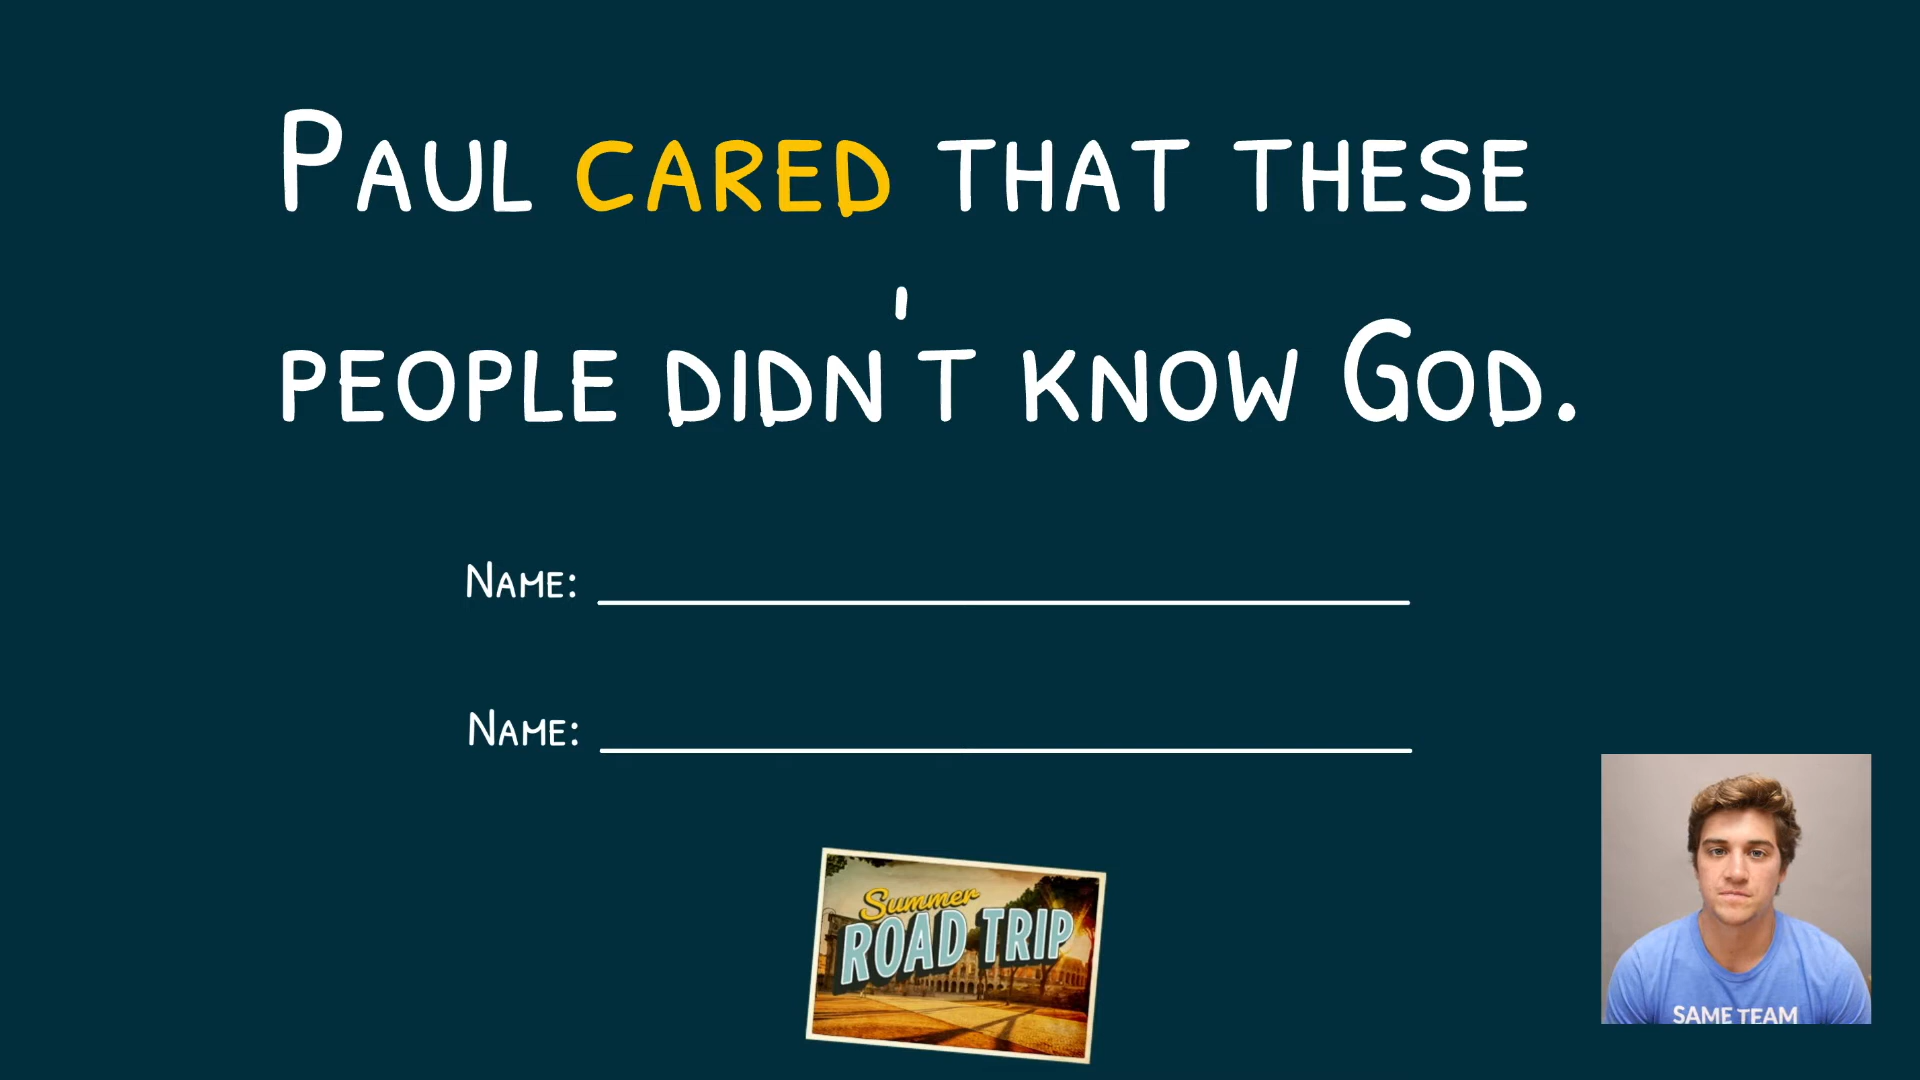 Paul cared that these
people didn't know God.
Name:
Name:
Summer
ROAD TRIP
SAME TEAM